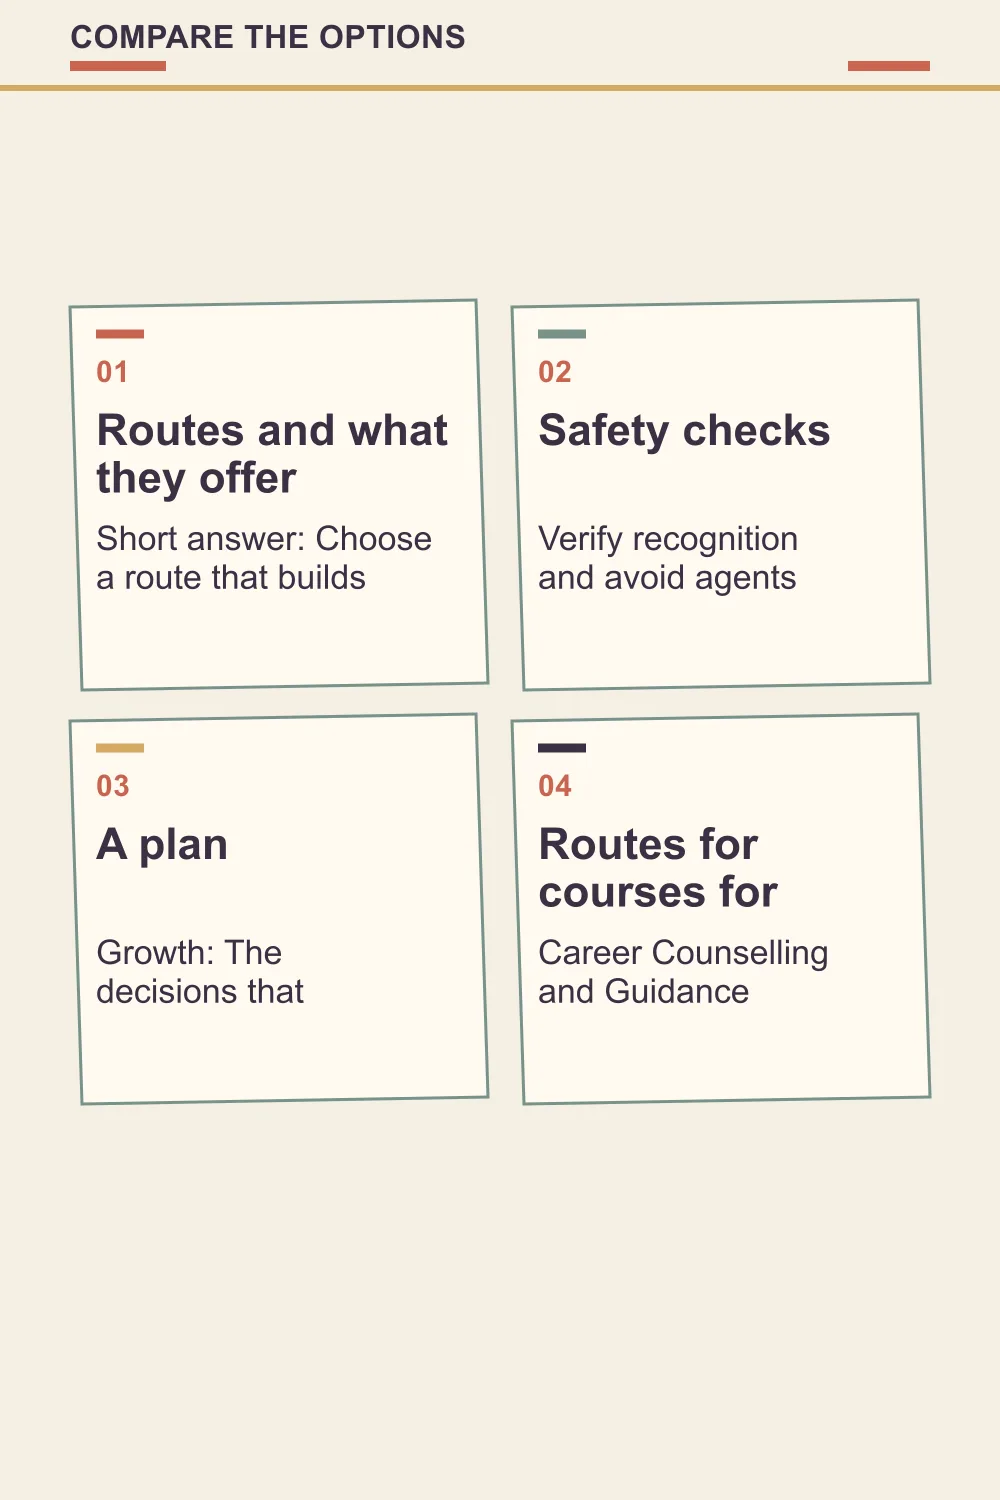 COMPARE THE OPTIONS
01
Routes and what
they offer
Short answer: Choose
a route that builds
02
Safety checks
Verify recognition
and avoid agents
03
A plan
Growth: The
decisions that
04
Routes for
courses for
Career Counselling
and Guidance